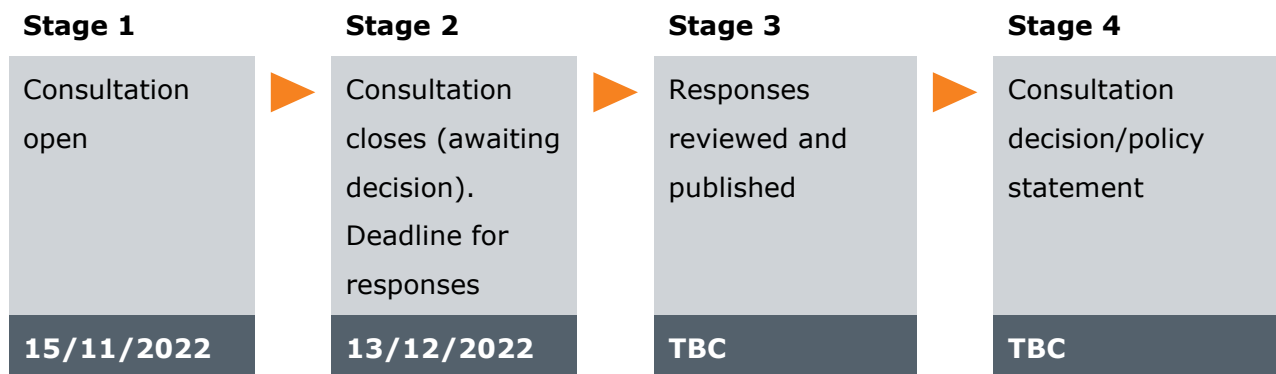 Stage 1
Consultation
open
15/11/2022
Stage 2
Consultation
closes (awaiting
decision).
Deadline for
responses
13/12/2022
Stage 3
Responses
reviewed and
published
TBC
Stage 4
Consultation
decision/policy
statement
TBC